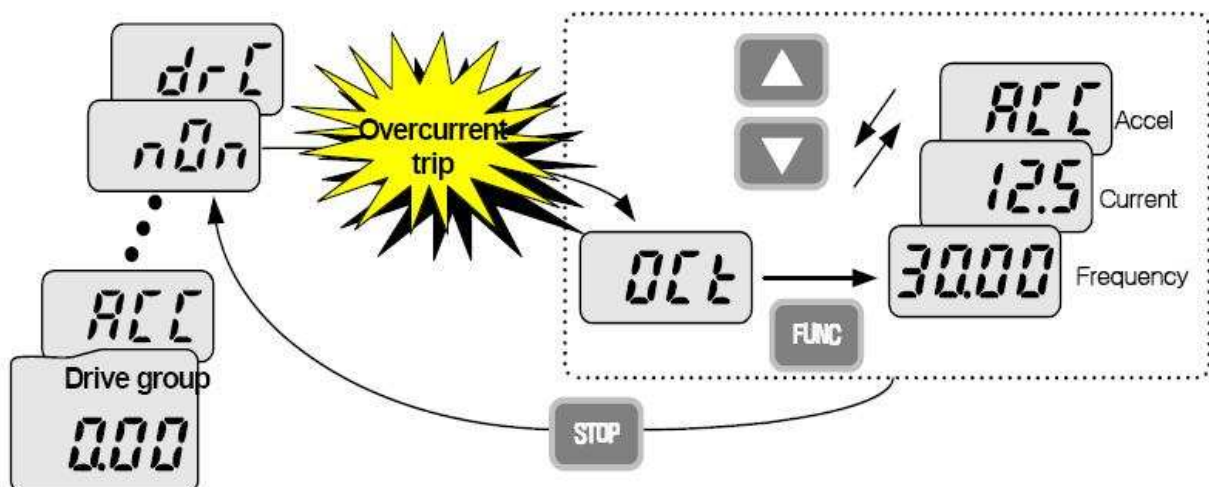 drC
nOn
Overcurrent
trip
ACC
Drive group
0.00
OCt
FUNC
ACC
Accel
12.5
Current
30.00
Frequency
STOP